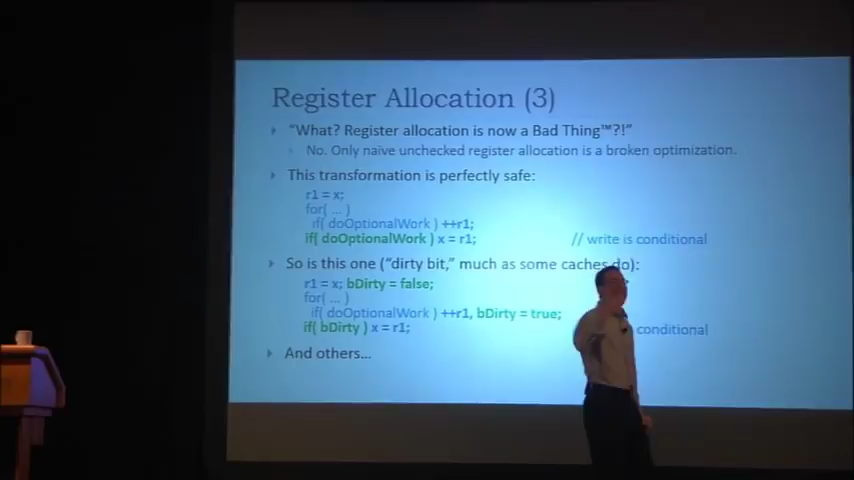 Register Allocation (3)
"What? Register allocation is now a Bad Thing™?!"
No. Only naïve unchecked register allocation is a broken optimization.
This transformation is perfectly safe:
r1 = x;
for( ... )
if( doOptionalWork ) ++r1;
if( doOptionalWork ) x = r1; // write is conditional
So is this one ("dirty bit," much as some caches do):
r1 = x; bDirty = false;
for( ... )
if( doOptionalWork ) ++r1, bDirty = true;
if( bDirty ) x = r1; conditional
And others...